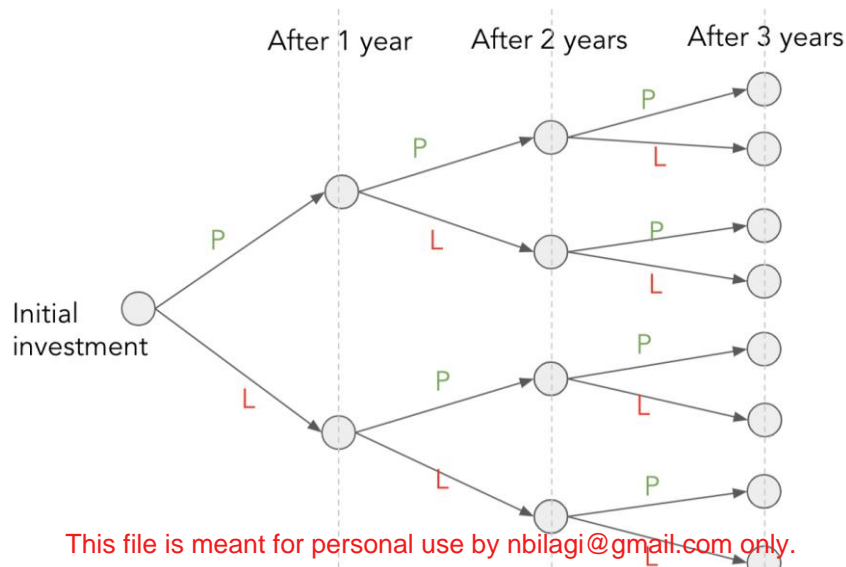 After 1 year
After 2 years
After 3 years
P
P
L
P
L
P
P
L
Initial
investment
P
P
L
L
L
P
L
This file is meant for personal use by nbilagi@gmail.com only.
L